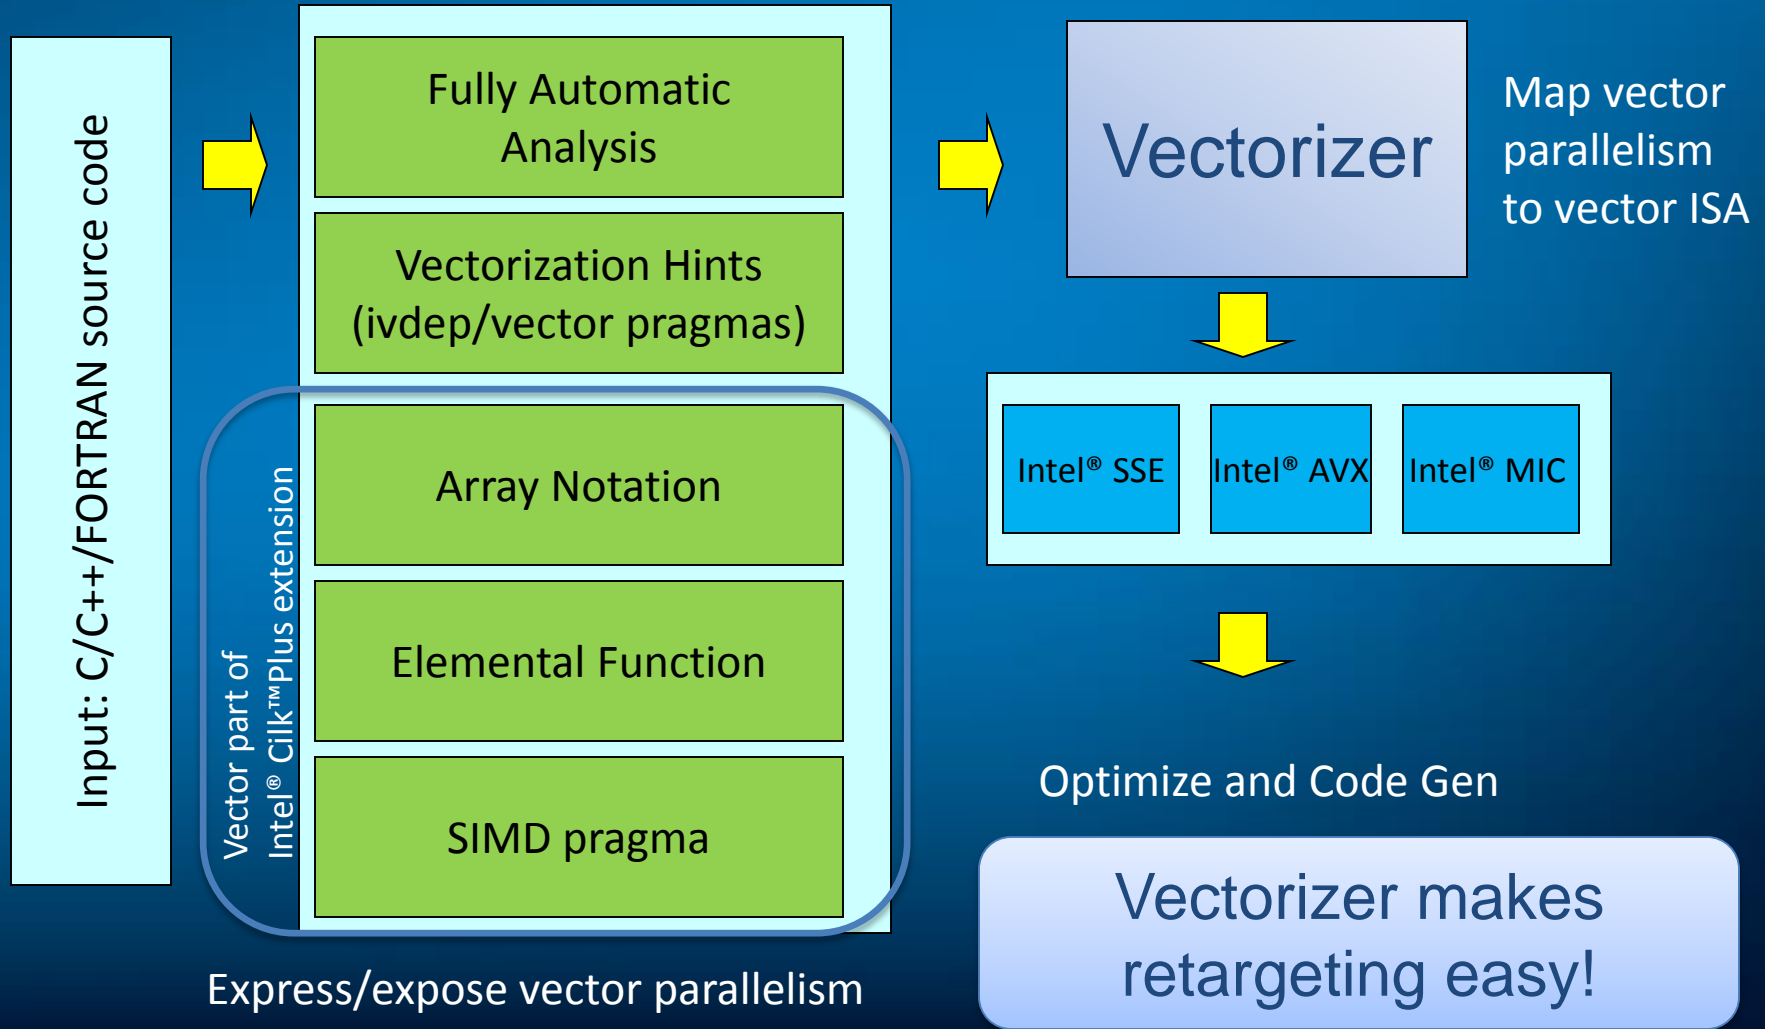 Input: C/C++/FORTRAN source code
Fully Automatic
Analysis
Vectorization Hints
(ivdep/vector pragmas)
Array Notation
Elemental Function
SIMD pragma
Vector part of
Intel® Cilk™Plus extension
Express/expose vector parallelism
Vectorizer
Map vector
parallelism
to vector ISA
Intel® SSE
Intel® AVX
Intel® MIC
Optimize and Code Gen
Vectorizer makes
retargeting easy!